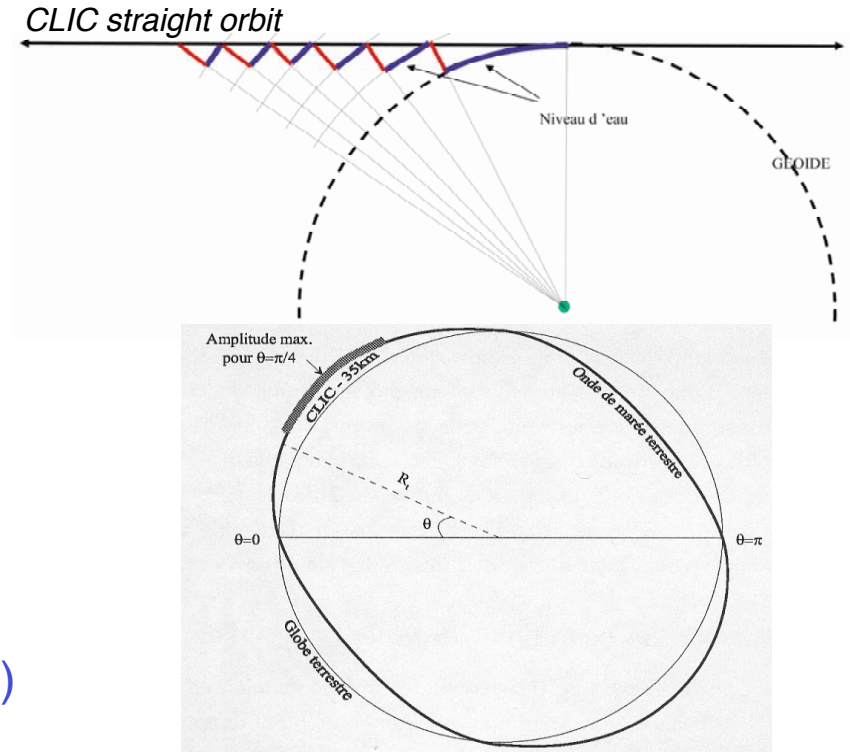 CLIC straight orbit
Niveau d 'eau
GEOIDE
Amplitude max.
pour θ=π/4
CLIC - 35km
Onde de marée terrestre
Rt
θ
θ=0
θ=π
Globe terrestre
)